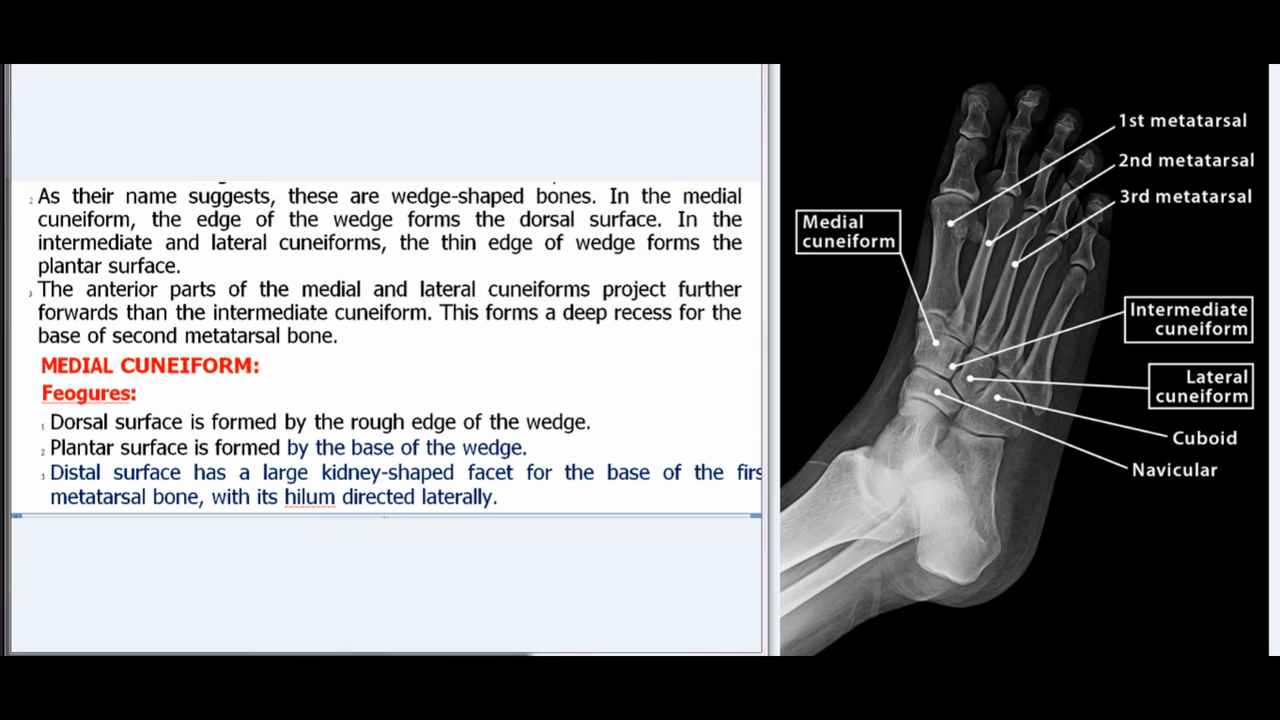 2 As their name suggests, these are wedge-shaped bones. In the medial
cuneiform, the edge of the wedge forms the dorsal surface. In the
intermediate and lateral cuneiforms, the thin edge of wedge forms the
plantar surface.
3 The anterior parts of the medial and lateral cuneiforms project further
forwards than the intermediate cuneiform. This forms a deep recess for the
base of second metatarsal bone.
MEDIAL CUNEIFORM:
Feogures:
1 Dorsal surface is formed by the rough edge of the wedge.
2 Plantar surface is formed by the base of the wedge.
3 Distal surface has a large kidney-shaped facet for the base of the firs
metatarsal bone, with its hilum directed laterally.
1st metatarsal
2nd metatarsal
3rd metatarsal
Medial
cuneiform
Intermediate
cuneiform
Lateral
cuneiform
Cuboid
Navicular